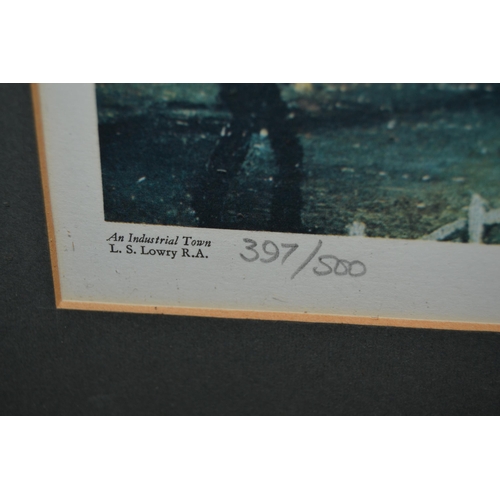 An Industrial Town
L. S. Lowry R.A.
397/500